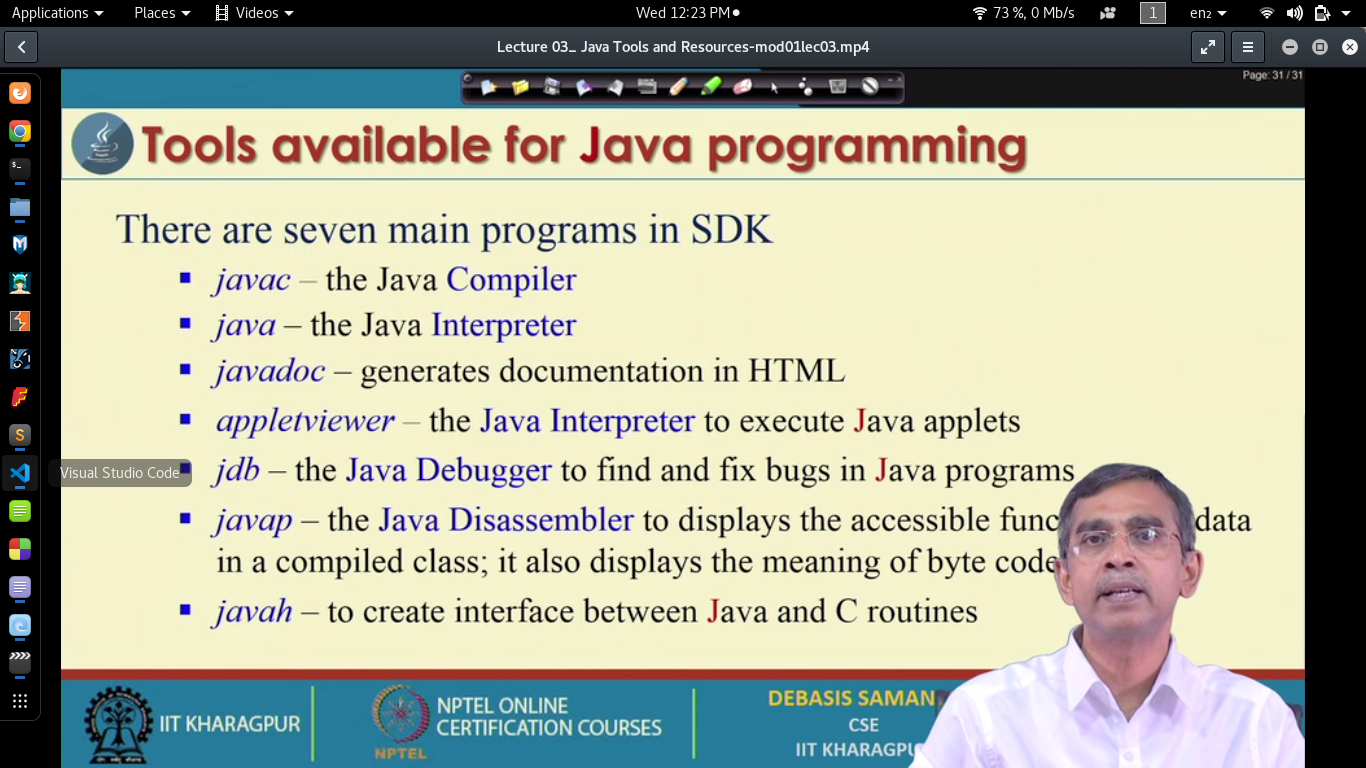 Applications Places Videos Wed 12:23 PM 73 %, 0 Mb/s 1 en₂
Lecture 03_ Java Tools and Resources-mod01lec03.mp4
Page: 31 / 31
Tools available for Java programming
There are seven main programs in SDK
javac – the Java Compiler
java – the Java Interpreter
javadoc – generates documentation in HTML
appletviewer – the Java Interpreter to execute Java applets
Visual Studio Code
jdb – the Java Debugger to find and fix bugs in Java programs
javap – the Java Disassembler to displays the accessible func data
in a compiled class; it also displays the meaning of byte code
javah – to create interface between Java and C routines
IIT KHARAGPUR
NPTEL
NPTEL ONLINE
CERTIFICATION COURSES
DEBASIS SAMAN
CSE
IIT KHARAGPU